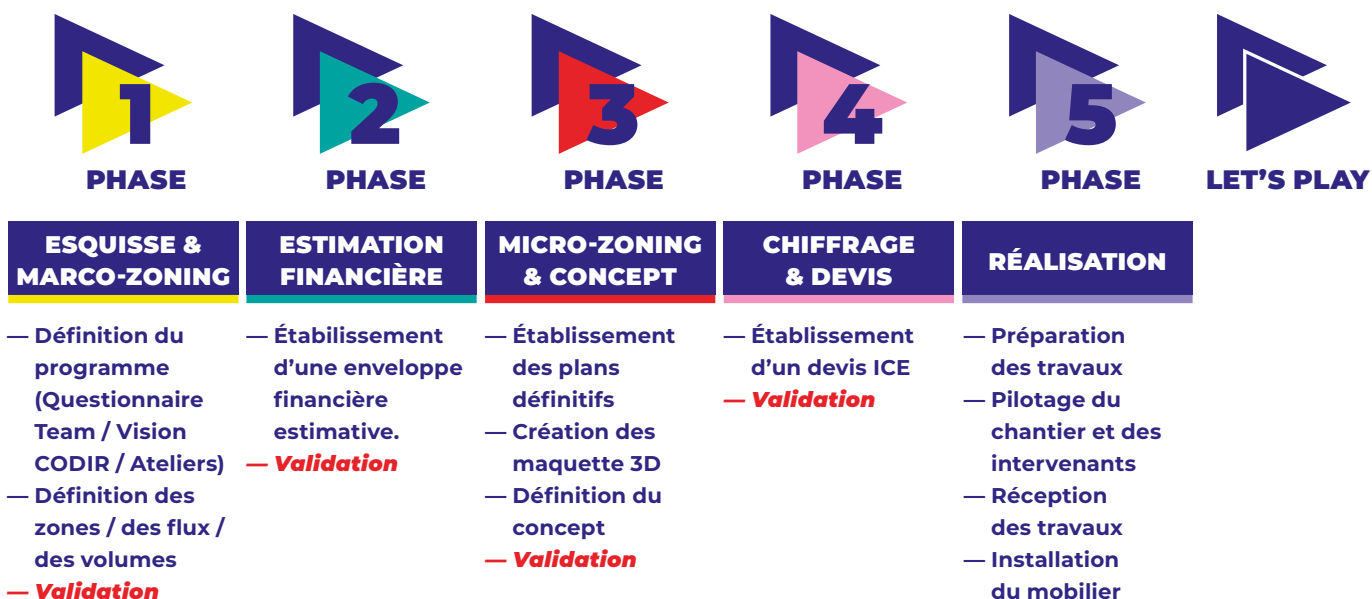 1
PHASE
2
PHASE
3
PHASE
4
PHASE
5
PHASE
LET'S PLAY
ESQUISSE &
MARCO-ZONING
— Définition du
programme
(Questionnaire
Team / Vision
CODIR / Ateliers)
— Définition des
zones / des flux /
des volumes
— Validation
ESTIMATION
FINANCIÈRE
— Étabilissement
d'une enveloppe
financière
estimative.
— Validation
MICRO-ZONING
& CONCEPT
— Établissement
des plans
définitifs
— Création des
maquette 3D
— Définition du
concept
— Validation
CHIFFRAGE
& DEVIS
— Établissement
d'un devis ICE
— Validation
RÉALISATION
— Préparation
des travaux
— Pilotage du
chantier et des
intervenants
— Réception
des travaux
— Installation
du mobilier